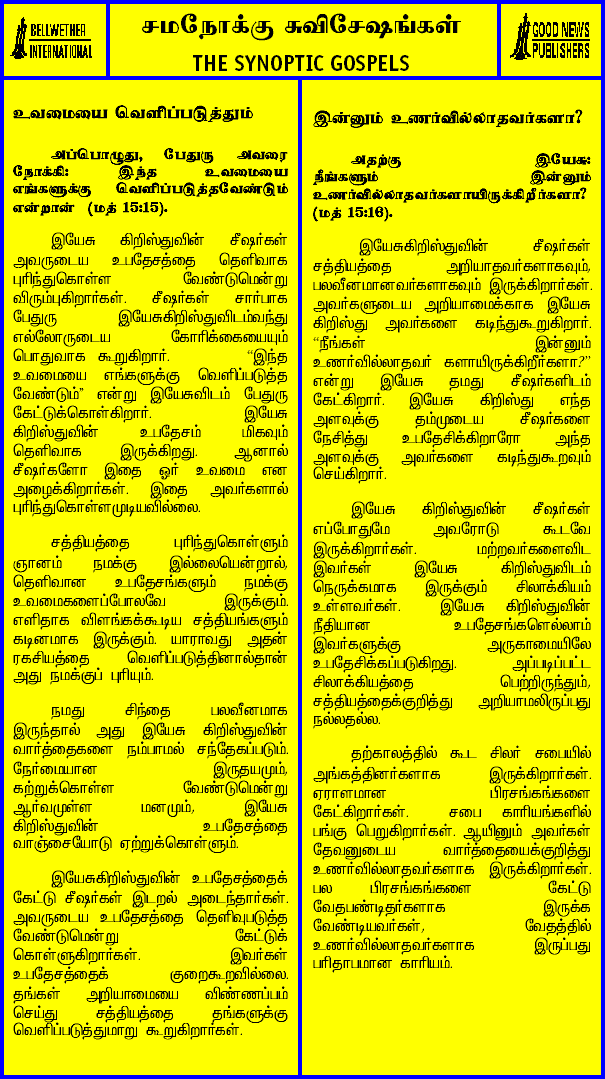 BELLWETHER
INTERNATIONAL
சமநோக்கு சுவிசேஷங்கள்
THE SYNOPTIC GOSPELS
GOOD NEWS
PUBLISHERS
உவமையை வெளிப்படுத்தும்
அப்பொழுது, பேதுரு அவரை
நோக்கி: இந்த உவமையை
எங்களுக்கு வெளிப்படுத்தவேண்டும்
என்றான் (மத் 15:15).
இயேசு கிறிஸ்துவின் சீஷர்கள்
அவருடைய உபதேசத்தை தெளிவாக
புரிந்துகொள்ள வேண்டுமென்று
விரும்புகிறார்கள். சீஷர்கள் சார்பாக
பேதுரு இயேசுகிறிஸ்துவிடம்வந்து
எல்லோருடைய கோரிக்கையையும்
பொதுவாக கூறுகிறார். “இந்த
உவமையை எங்களுக்கு வெளிப்படுத்த
வேண்டும்” என்று இயேசுவிடம் பேதுரு
கேட்டுக்கொள்கிறார். இயேசு
கிறிஸ்துவின் உபதேசம் மிகவும்
தெளிவாக இருக்கிறது. ஆனால்
சீஷர்களோ இதை ஓர் உவமை என
அழைக்கிறார்கள். இதை அவர்களால்
புரிந்துகொள்ளமுடியவில்லை.
சத்தியத்தை புரிந்துகொள்ளும்
ஞானம் நமக்கு இல்லையென்றால்,
தெளிவான உபதேசங்களும் நமக்கு
உவமைகளைப்போலவே இருக்கும்.
எளிதாக விளங்கக்கூடிய சத்தியங்களும்
கடினமாக இருக்கும். யாராவது அதன்
ரகசியத்தை வெளிப்படுத்தினால்தான்
அது நமக்குப் புரியும்.
நமது சிந்தை பலவீனமாக
இருந்தால் அது இயேசு கிறிஸ்துவின்
வார்த்தைகளை நம்பாமல் சந்தேகப்படும்.
நேர்மையான இருதயமும்,
கற்றுக்கொள்ள வேண்டுமென்று
ஆர்வமுள்ள மனமும், இயேசு
கிறிஸ்துவின் உபதேசத்தை
வாஞ்சையோடு ஏற்றுக்கொள்ளும்.
இயேசுகிறிஸ்துவின் உபதேசத்தைக்
கேட்டு சீஷர்கள் இடறல் அடைந்தார்கள்.
அவருடைய உபதேசத்தை தெளிவுபடுத்த
வேண்டுமென்று கேட்டுக்
கொள்ளுகிறார்கள். இவர்கள்
உபதேசத்தைக் குறைகூறவில்லை.
தங்கள் அறியாமையை விண்ணப்பம்
செய்து சத்தியத்தை தங்களுக்கு
வெளிப்படுத்துமாறு கூறுகிறார்கள்.
இன்னும் உணர்வில்லாதவர்களா?
அதற்கு இயேசு:
நீங்களும் இன்னும்
உணர்வில்லாதவர்களாயிருக்கிறீர்களா?
(மத் 15:16).
இயேசுகிறிஸ்துவின் சீஷர்கள்
சத்தியத்தை அறியாதவர்களாகவும்,
பலவீனமானவர்களாகவும் இருக்கிறார்கள்.
அவர்களுடைய அறியாமைக்காக இயேசு
கிறிஸ்து அவர்களை கடிந்துகூறுகிறார்.
“நீங்கள் இன்னும்
உணர்வில்லாதவர் களாயிருக்கிறீர்களா?”
என்று இயேசு தமது சீஷர்களிடம்
கேட்கிறார். இயேசு கிறிஸ்து எந்த
அளவுக்கு தம்முடைய சீஷர்களை
நேசித்து உபதேசிக்கிறாரோ அந்த
அளவுக்கு அவர்களை கடிந்துகூறவும்
செய்கிறார்.
இயேசு கிறிஸ்துவின் சீஷர்கள்
எப்போதுமே அவரோடு கூடவே
இருக்கிறார்கள். மற்றவர்களைவிட
இவர்கள் இயேசு கிறிஸ்துவிடம்
நெருக்கமாக இருக்கும் சிலாக்கியம்
உள்ளவர்கள். இயேசு கிறிஸ்துவின்
நீதியான உபதேசங்களெல்லாம்
இவர்களுக்கு அருகாமையிலே
உபதேசிக்கப்படுகிறது. அப்படிப்பட்ட
சிலாக்கியத்தை பெற்றிருந்தும்,
சத்தியத்தைக்குறித்து அறியாமலிருப்பது
நல்லதல்ல.
தற்காலத்தில் கூட சிலர் சபையில்
அங்கத்தினர்களாக இருக்கிறார்கள்.
ஏராளமான பிரசங்கங்களை
கேட்கிறார்கள். சபை காரியங்களில்
பங்கு பெறுகிறார்கள். ஆயினும் அவர்கள்
தேவனுடைய வார்த்தையைக்குறித்து
உணர்வில்லாதவர்களாக இருக்கிறார்கள்.
பல பிரசங்கங்களை கேட்டு
வேதபண்டிதர்களாக இருக்க
வேண்டியவர்கள், வேதத்தில்
உணர்வில்லாதவர்களாக இருப்பது
பரிதாபமான காரியம்.